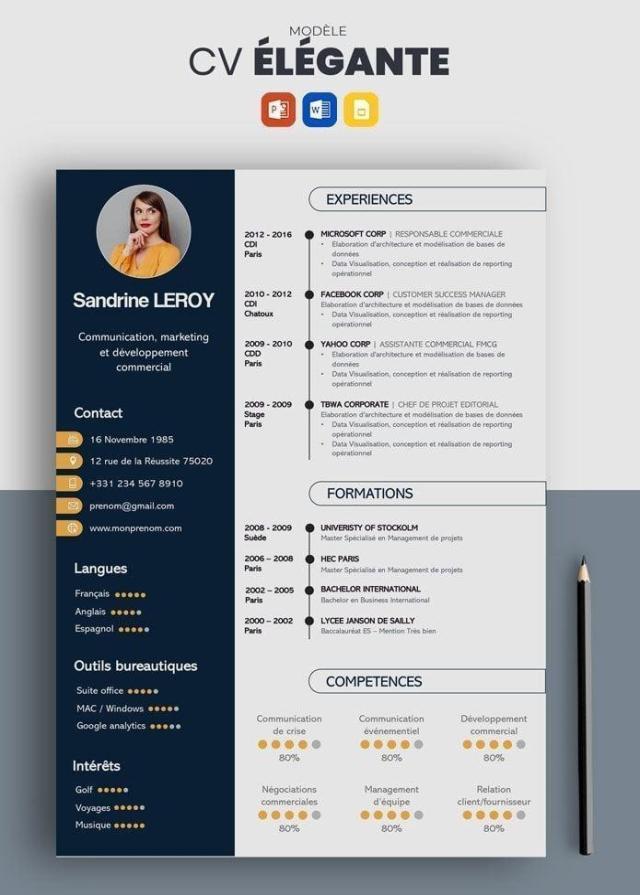 MODÈLE
CV ÉLÉGANTE
P
W
Sandrine LEROY
Communication, marketing
et développement
commercial
Contact
16 Novembre 1985
12 rue de la Réussite 75020
+331 234 567 8910
prenom@gmail.com
www.monprenom.com
Langues
Français
Anglais
Espagnol
Outils bureautiques
Suite office
MAC / Windows
Google analytics
Intérêts
Golf
Voyages
Musique
EXPERIENCES
2012 - 2016
CDI
Paris
MICROSOFT CORP | RESPONSABLE COMMERCIALE
• Elaboration d'architecture et modélisation de bases de
données
• Data Visualisation, conception et réalisation de reporting
opérationnel
2010 - 2012
CDI
Chatoux
FACEBOOK CORP | CUSTOMER SUCCESS MANAGER
Elaboration d'architecture et modélisation de bases de données
• Data Visualisation, conception et réalisation de reporting
opérationnel
2009 - 2010
CDD
Paris
YAHOO CORP | ASSISTANTE COMMERCIAL FMCG
• Elaboration d'architecture et modélisation de bases de
données
• Data Visualisation, conception et réalisation de reporting
opérationnel
2009 - 2009
Stage
Paris
TBWA CORPORATE | CHEF DE PROJET EDITORIAL
Elaboration d'architecture et modélisation de bases de données
• Data Visualisation, conception et réalisation de reporting
opérationnel
• Data Visualisation, conception et réalisation de reporting
opérationnel
FORMATIONS
2008 - 2009
Suède
UNIVERISTY OF STOCKOLM
Master Spécialisé en Management de projets
2006 – 2008
Paris
HEC PARIS
Master Spécialisé en Management de projets
2002 – 2005
Paris
BACHELOR INTERNATIONAL
Bachelor en Business International
2000 – 2002
Paris
LYCEE JANSON DE SAILLY
Baccalauréat ES – Mention Très bien
COMPETENCES
Communication
de crise
80%
Communication
événementiel
80%
Développement
commercial
80%
Négociations
commerciales
80%
Management
d'équipe
80%
Relation
client/fournisseur
80%